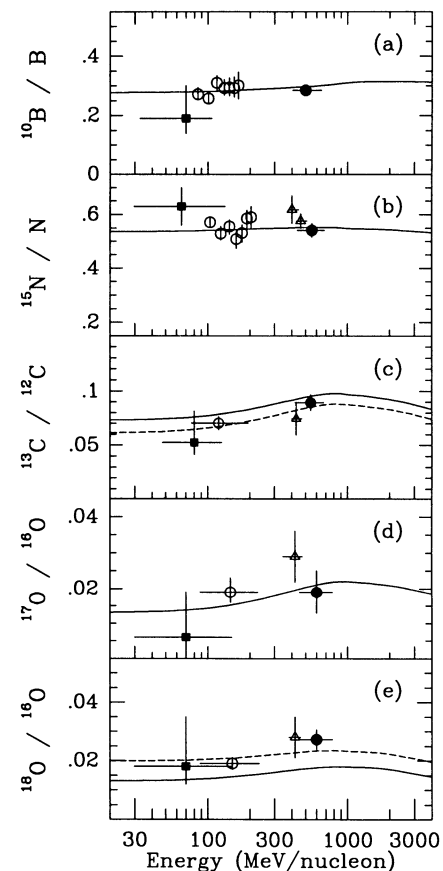 (a)
.4
.2
0
¹⁰B / B
(b)
.6
.4
.2
¹⁵N / N
(c)
.1
.05
¹³C / ¹²C
(d)
.04
.02
¹⁷O / ¹⁶O
(e)
.04
.02
¹⁸O / ¹⁶O
30 100 300 1000 4000
Energy (MeV/nucleon)